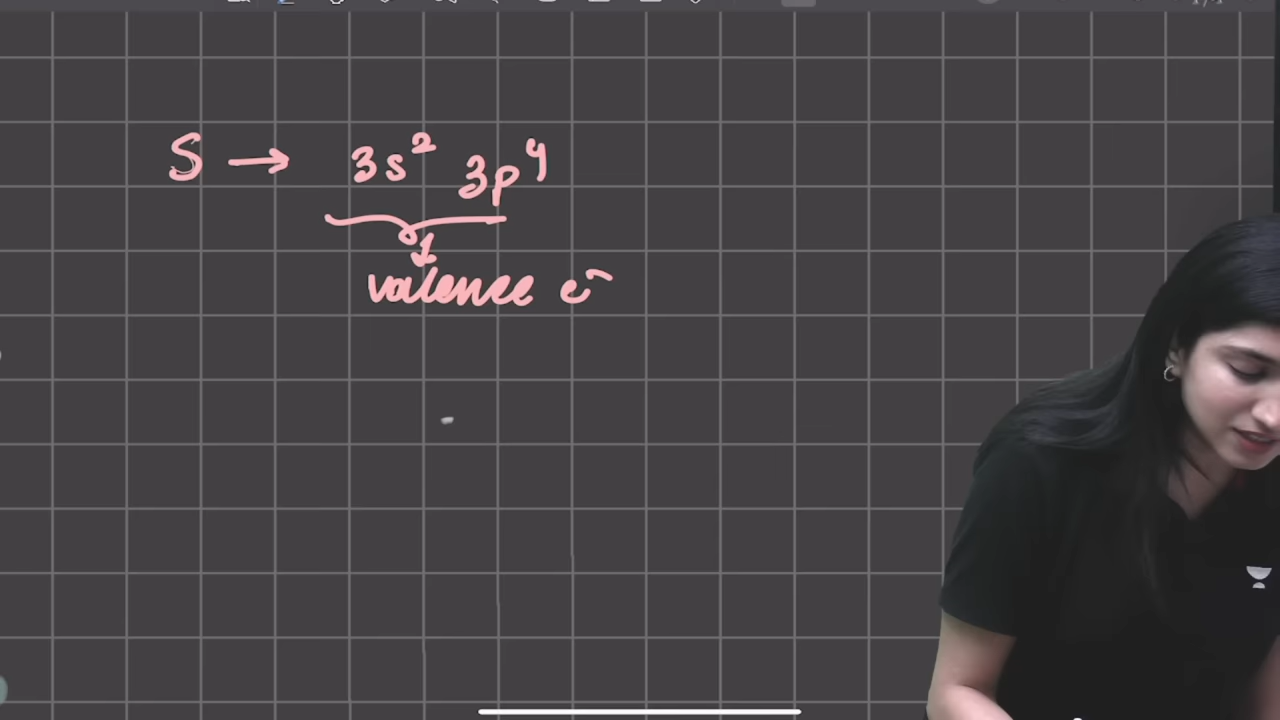 S → 3s² 3p⁴
valence e⁻